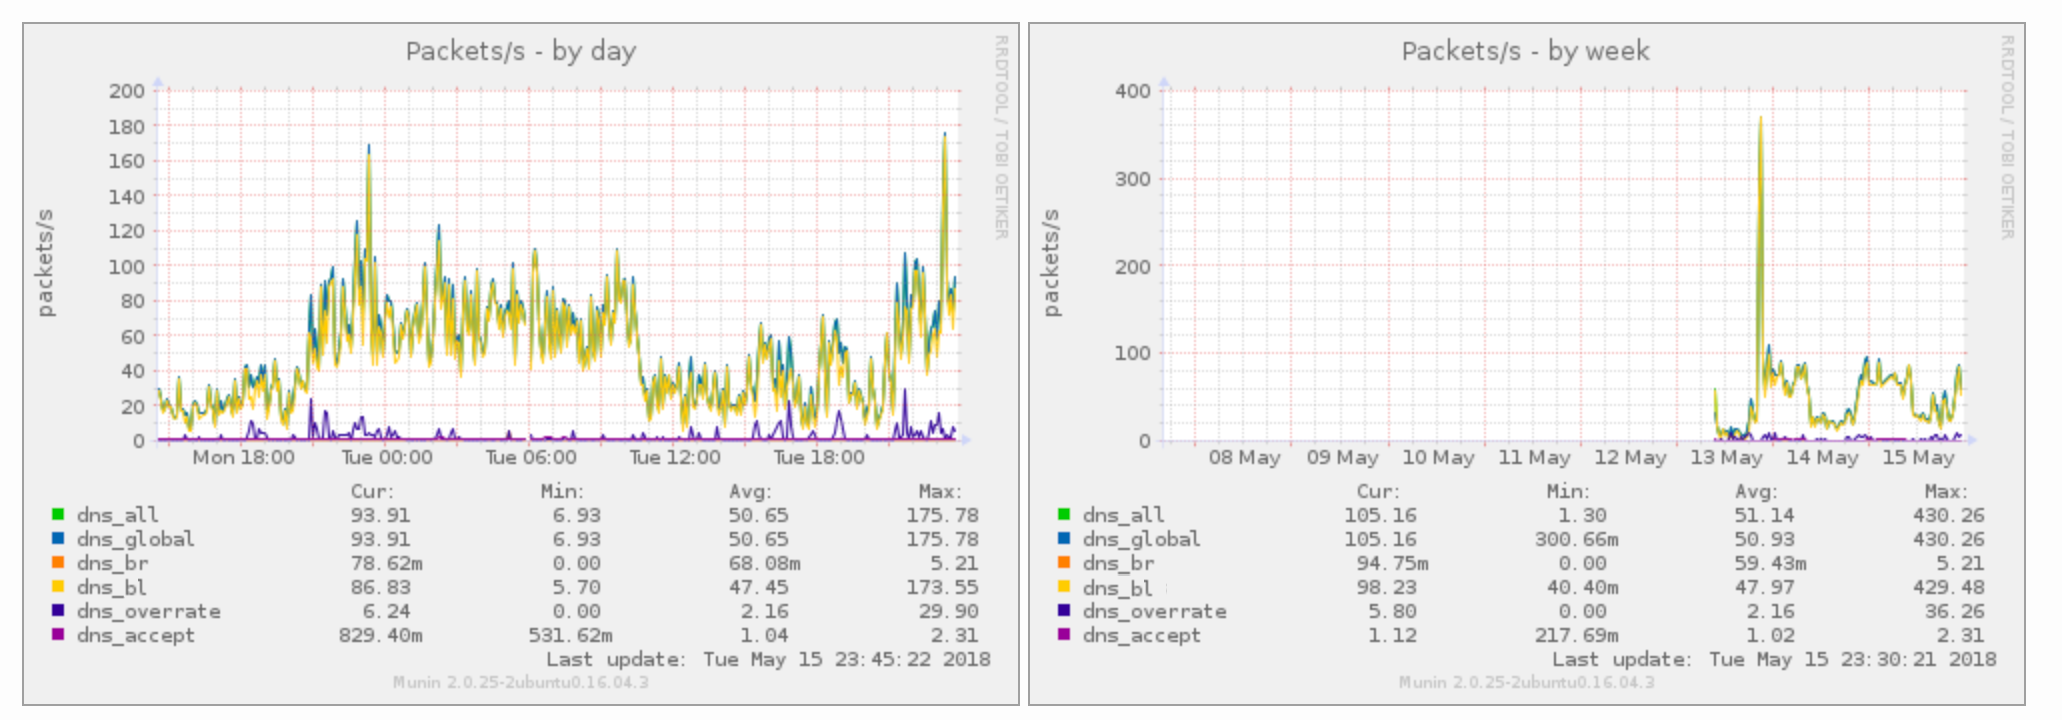 Packets/s - by day
RRDTOOL / TOBI OETIKER
packets/s
200
180
160
140
120
100
80
60
40
20
0
Mon 18:00 Tue 00:00 Tue 06:00 Tue 12:00 Tue 18:00
Cur: Min: Avg: Max:
dns_all 93.91 6.93 50.65 175.78
dns_global 93.91 6.93 50.65 175.78
dns_br 78.62m 0.00 68.08m 5.21
dns_bl 86.83 5.70 47.45 173.55
dns_overrate 6.24 0.00 2.16 29.90
dns_accept 829.40m 531.62m 1.04 2.31
Last update: Tue May 15 23:45:22 2018
Munin 2.0.25-2ubuntu0.16.04.3
Packets/s - by week
RRDTOOL / TOBI OETIKER
packets/s
400
300
200
100
0
08 May 09 May 10 May 11 May 12 May 13 May 14 May 15 May
Cur: Min: Avg: Max:
dns_all 105.16 1.30 51.14 430.26
dns_global 105.16 300.66m 50.93 430.26
dns_br 94.75m 0.00 59.43m 5.21
dns_bl 98.23 40.40m 47.97 429.48
dns_overrate 5.80 0.00 2.16 36.26
dns_accept 1.12 217.69m 1.02 2.31
Last update: Tue May 15 23:30:21 2018
Munin 2.0.25-2ubuntu0.16.04.3